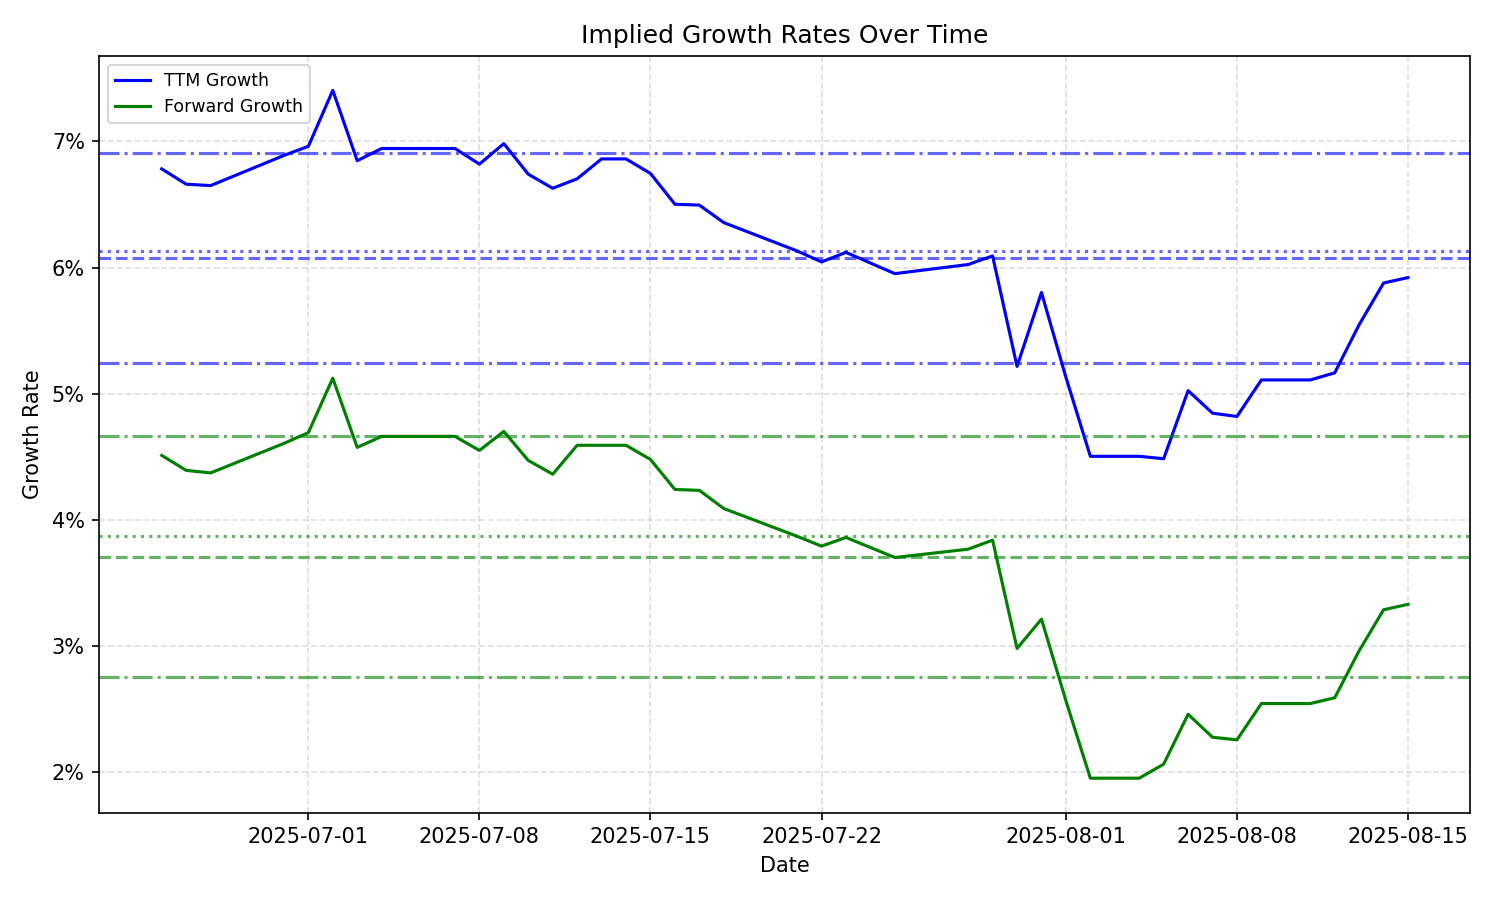 Implied Growth Rates Over Time
TTM Growth
Forward Growth
7%
6%
5%
4%
3%
2%
Growth Rate
2025-07-01
2025-07-08
2025-07-15
2025-07-22
2025-08-01
2025-08-08
2025-08-15
Date